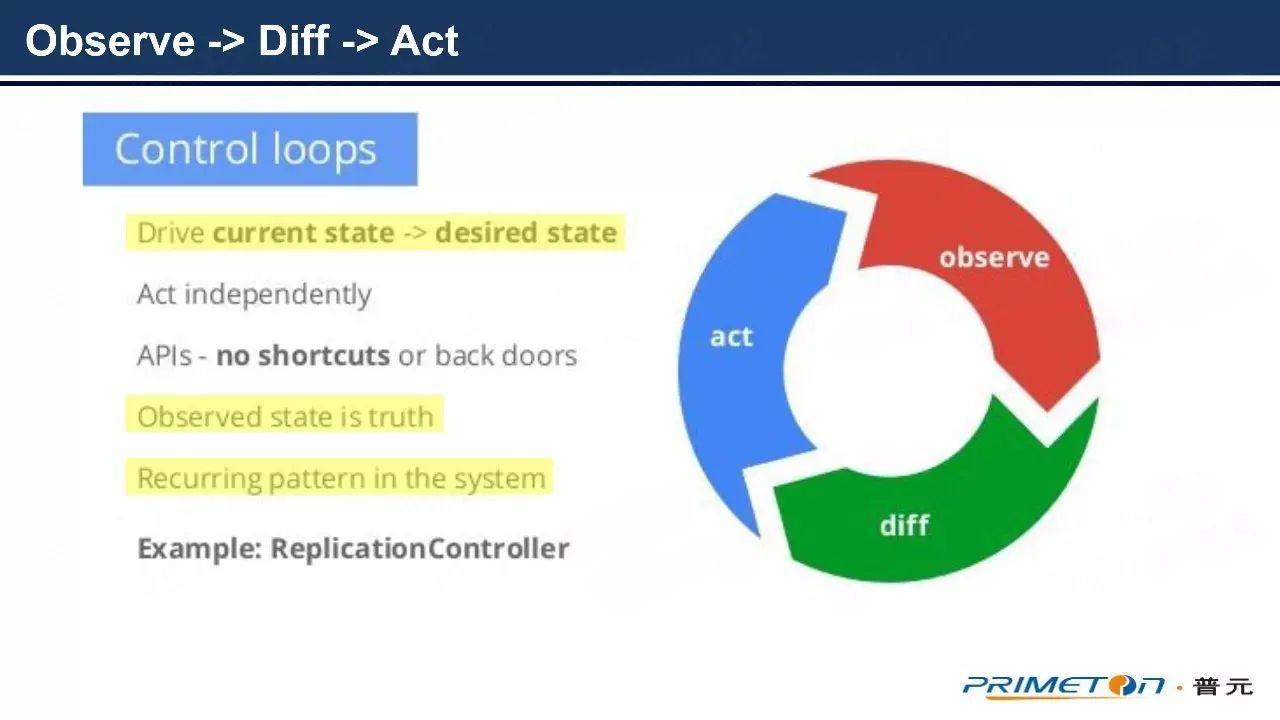 Observe -> Diff -> Act
Control loops
Drive current state -> desired state
Act independently
APIs - no shortcuts or back doors
Observed state is truth
Recurring pattern in the system
Example: ReplicationController
observe
act
diff
PRIMETON · 普元